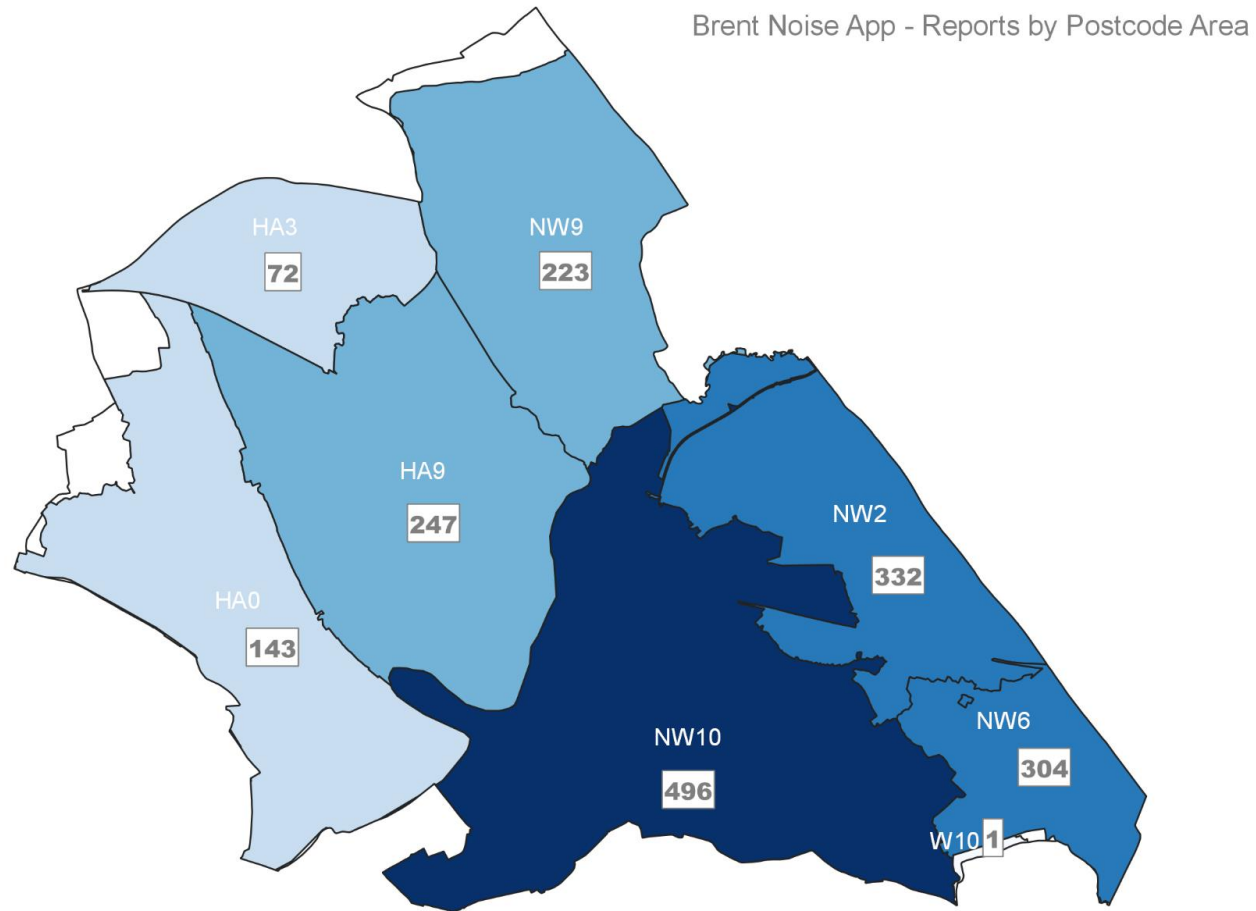 Brent Noise App - Reports by Postcode Area
HA3
72
NW9
223
HA9
247
NW2
332
HA0
143
NW10
496
NW6
304
W10
1